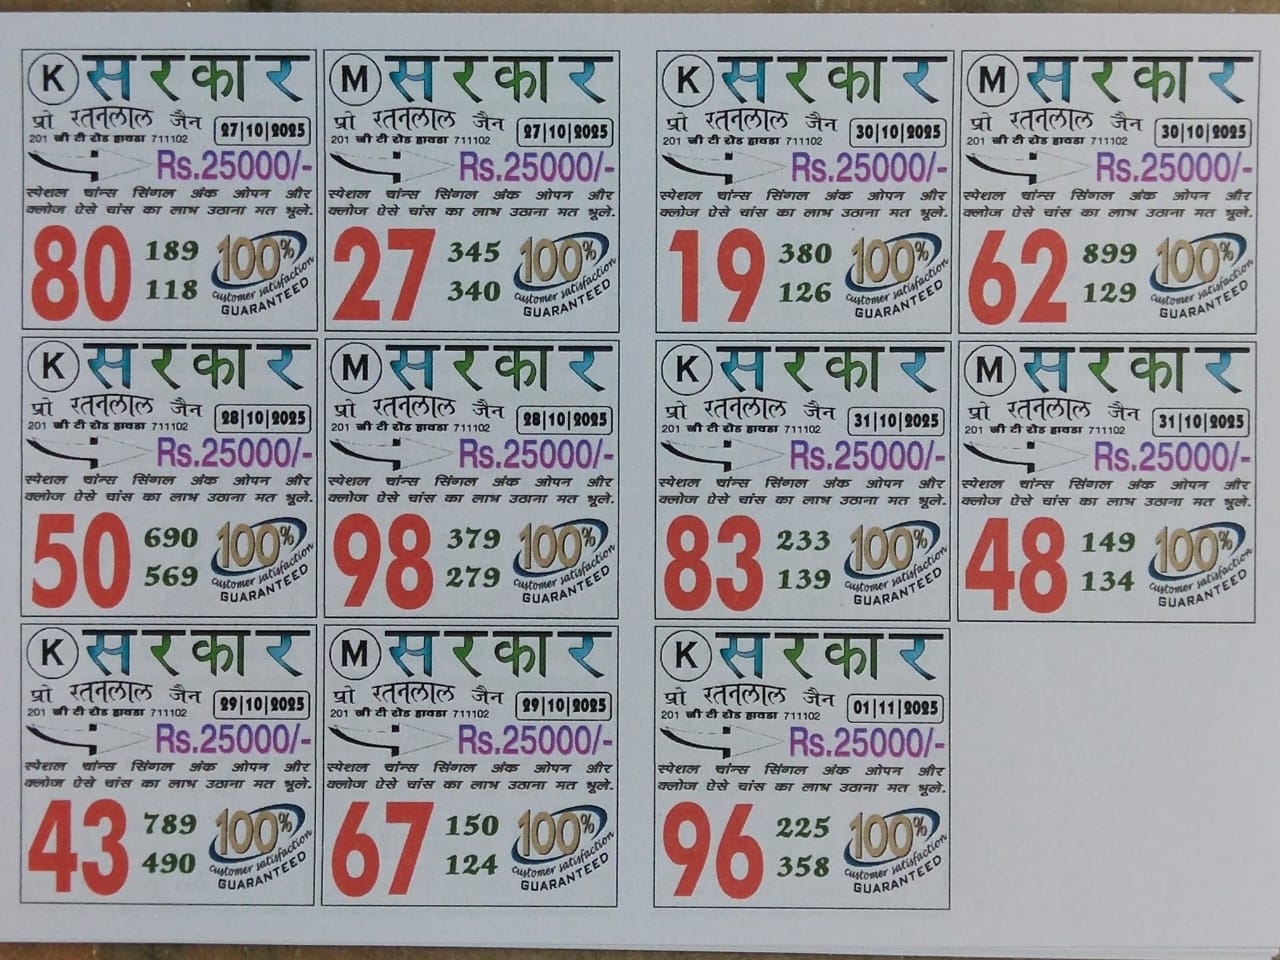 K सरकार
प्रो रतनलाल जैन 27|10|2025
201 जी टी रोड हावडा 711102
Rs.25000/-
स्पेशल चांन्स सिंगल अंक ओपन और
क्लोज ऐसे चांस का लाभ उठाना मत भूले.
80 189 118 100% customer satisfaction GUARANTEED
M सरकार
प्रो रतनलाल जैन 27|10|2025
201 जी टी रोड हावडा 711102
Rs.25000/-
स्पेशल चांन्स सिंगल अंक ओपन और
क्लोज ऐसे चांस का लाभ उठाना मत भूले.
27 345 340 100% customer satisfaction GUARANTEED
K सरकार
प्रो रतनलाल जैन 30|10|2025
201 जी टी रोड हावडा 711102
Rs.25000/-
स्पेशल चांन्स सिंगल अंक ओपन और
क्लोज ऐसे चांस का लाभ उठाना मत भूले.
19 380 126 100% customer satisfaction GUARANTEED
M सरकार
प्रो रतनलाल जैन 30|10|2025
201 जी टी रोड हावडा 711102
Rs.25000/-
स्पेशल चांन्स सिंगल अंक ओपन और
क्लोज ऐसे चांस का लाभ उठाना मत भूले.
62 899 129 100% customer satisfaction GUARANTEED
K सरकार
प्रो रतनलाल जैन 28|10|2025
201 जी टी रोड हावडा 711102
Rs.25000/-
स्पेशल चांन्स सिंगल अंक ओपन और
क्लोज ऐसे चांस का लाभ उठाना मत भूले.
50 690 569 100% customer satisfaction GUARANTEED
M सरकार
प्रो रतनलाल जैन 28|10|2025
201 जी टी रोड हावडा 711102
Rs.25000/-
स्पेशल चांन्स सिंगल अंक ओपन और
क्लोज ऐसे चांस का लाभ उठाना मत भूले.
98 379 279 100% customer satisfaction GUARANTEED
K सरकार
प्रो रतनलाल जैन 31|10|2025
201 जी टी रोड हावडा 711102
Rs.25000/-
स्पेशल चांन्स सिंगल अंक ओपन और
क्लोज ऐसे चांस का लाभ उठाना मत भूले.
83 233 139 100% customer satisfaction GUARANTEED
M सरकार
प्रो रतनलाल जैन 31|10|2025
201 जी टी रोड हावडा 711102
Rs.25000/-
स्पेशल चांन्स सिंगल अंक ओपन और
क्लोज ऐसे चांस का लाभ उठाना मत भूले.
48 149 134 100% customer satisfaction GUARANTEED
K सरकार
प्रो रतनलाल जैन 29|10|2025
201 जी टी रोड हावडा 711102
Rs.25000/-
स्पेशल चांन्स सिंगल अंक ओपन और
क्लोज ऐसे चांस का लाभ उठाना मत भूले.
43 789 490 100% customer satisfaction GUARANTEED
M सरकार
प्रो रतनलाल जैन 29|10|2025
201 जी टी रोड हावडा 711102
Rs.25000/-
स्पेशल चांन्स सिंगल अंक ओपन और
क्लोज ऐसे चांस का लाभ उठाना मत भूले.
67 150 124 100% customer satisfaction GUARANTEED
K सरकार
प्रो रतनलाल जैन 01|11|2025
201 जी टी रोड हावडा 711102
Rs.25000/-
स्पेशल चांन्स सिंगल अंक ओपन और
क्लोज ऐसे चांस का लाभ उठाना मत भूले.
96 225 358 100% customer satisfaction GUARANTEED